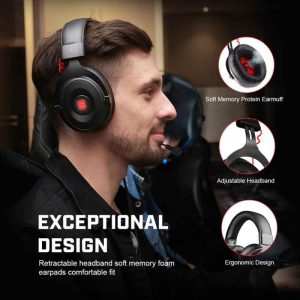 Soft Memory Protein Earmuff
Adjustable Headband
EXCEPTIONAL
DESIGN
Retractable headband soft memory foam
earpads comfortable fit
Ergonomic Design